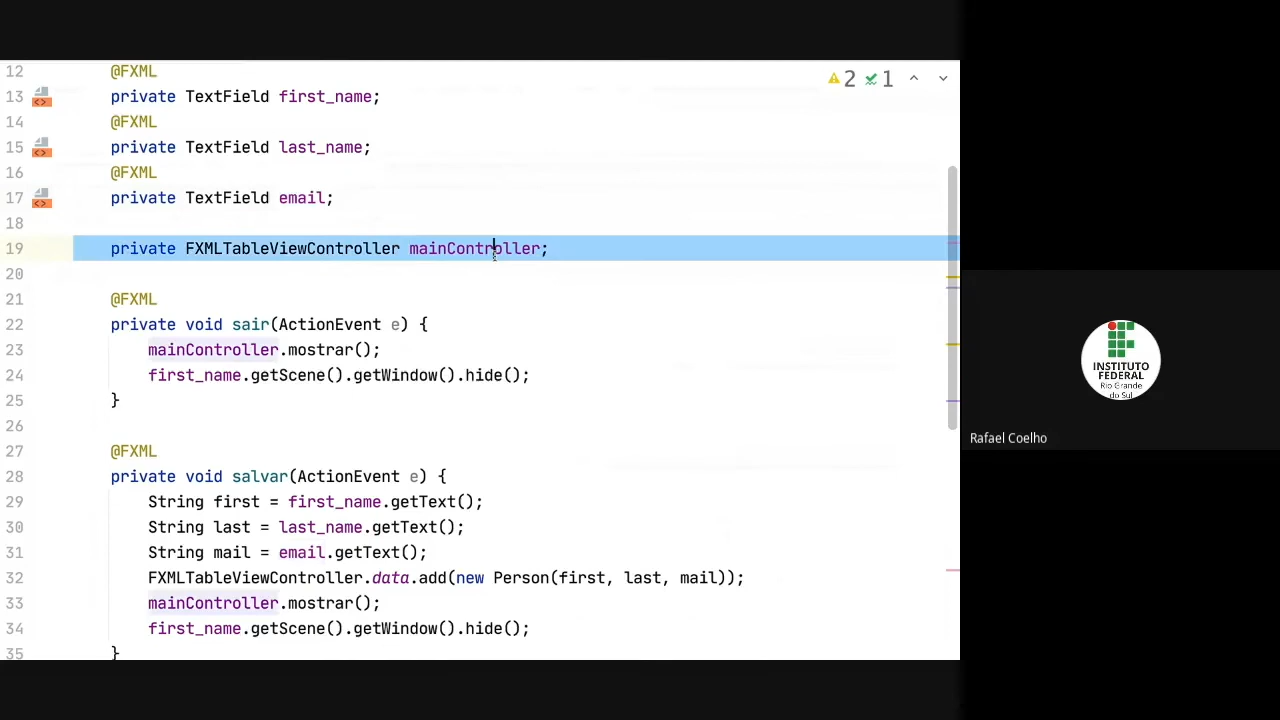 12 @FXML
2 1
13 private TextField first_name;
14 @FXML
15 private TextField last_name;
16 @FXML
17 private TextField email;
18
19 private FXMLTableViewController mainController;
20
21 @FXML
22 private void sair(ActionEvent e) {
23 mainController.mostrar();
24 first_name.getScene().getWindow().hide();
25 }
26
27 @FXML
28 private void salvar(ActionEvent e) {
29 String first = first_name.getText();
30 String last = last_name.getText();
31 String mail = email.getText();
32 FXMLTableViewController.data.add(new Person(first, last, mail));
33 mainController.mostrar();
34 first_name.getScene().getWindow().hide();
35 }
INSTITUTO
FEDERAL
Rio Grande
do Sul
Rafael Coelho